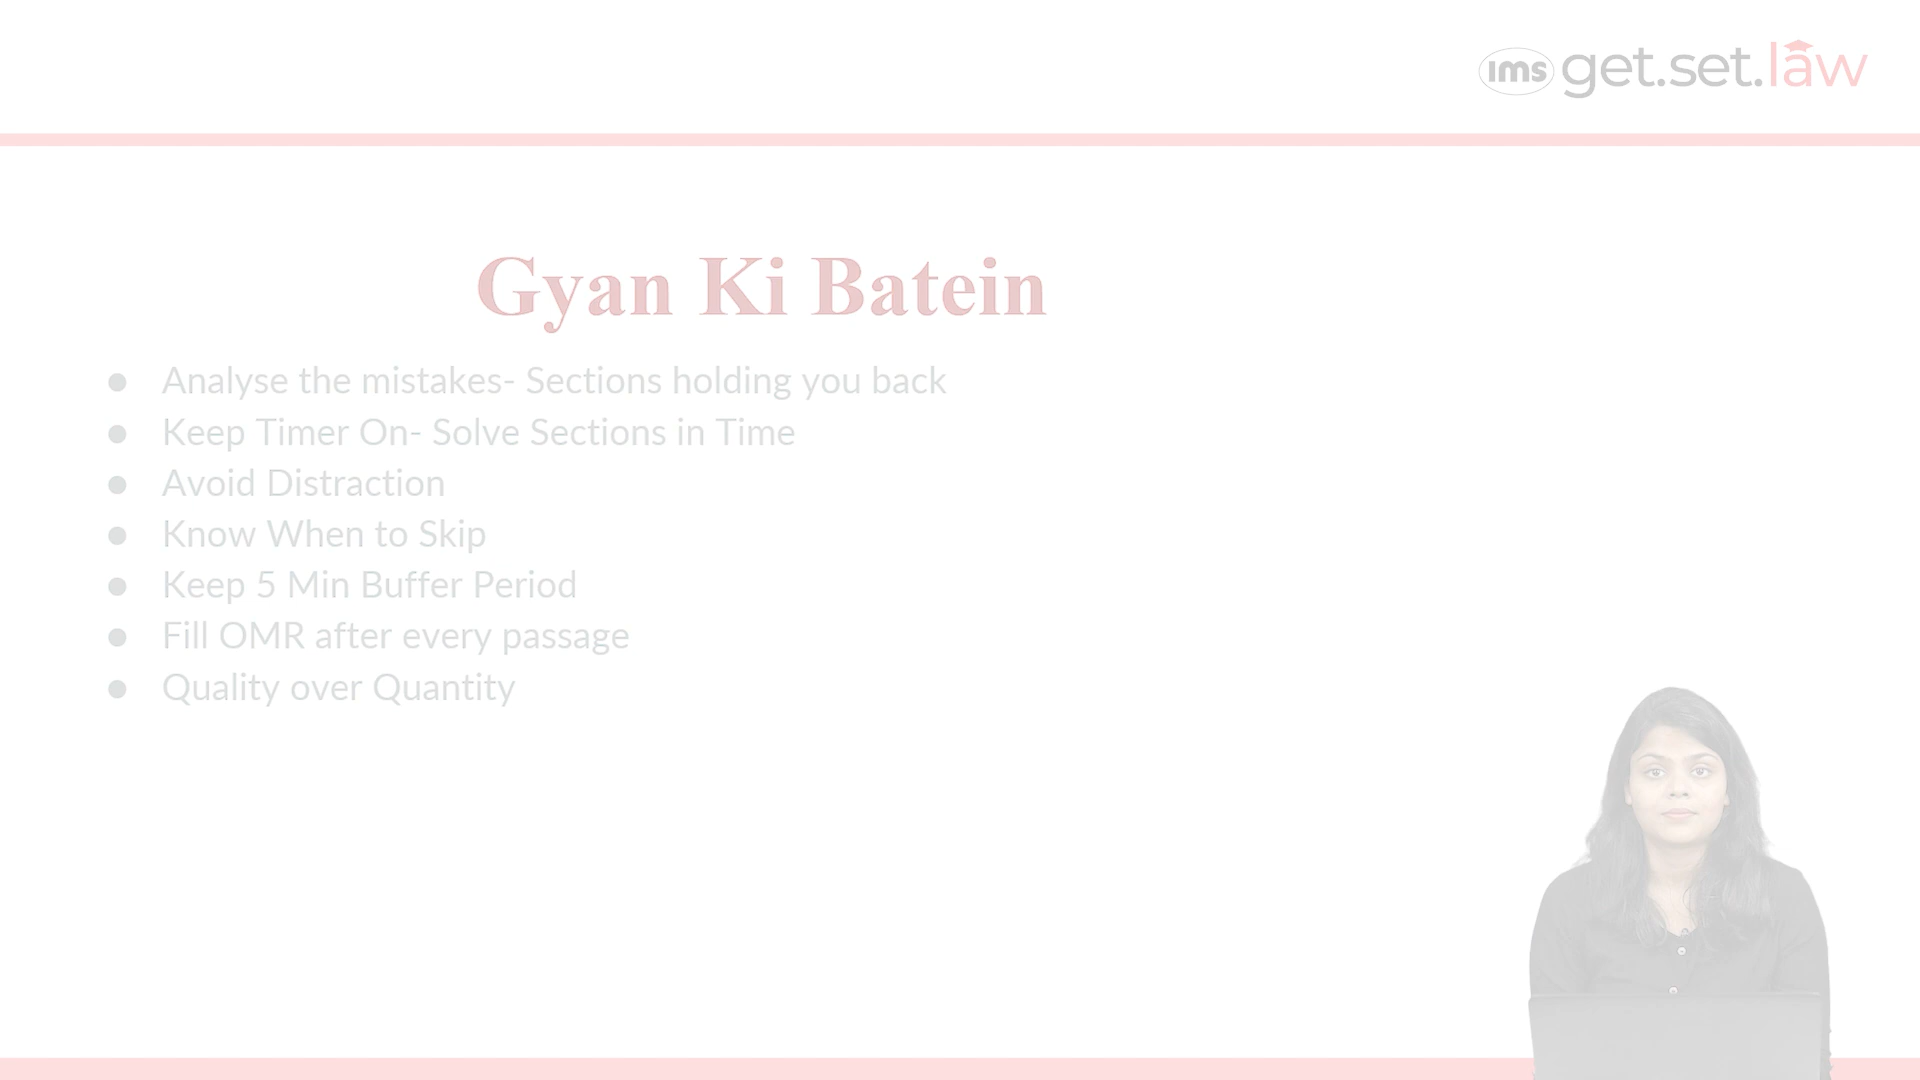 ims get.set.law
Gyan Ki Batein
● Analyse the mistakes- Sections holding you back
● Keep Timer On- Solve Sections in Time
● Avoid Distraction
● Know When to Skip
● Keep 5 Min Buffer Period
● Fill OMR after every passage
● Quality over Quantity